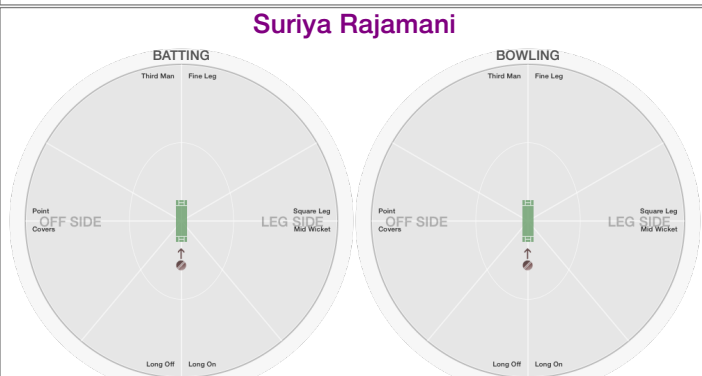 Suriya Rajamani
BATTING
Third Man Fine Leg
Point Square Leg
OFF SIDE LEG SIDE
Covers Mid Wicket
Long Off Long On
BOWLING
Third Man Fine Leg
Point Square Leg
OFF SIDE LEG SIDE
Covers Mid Wicket
Long Off Long On